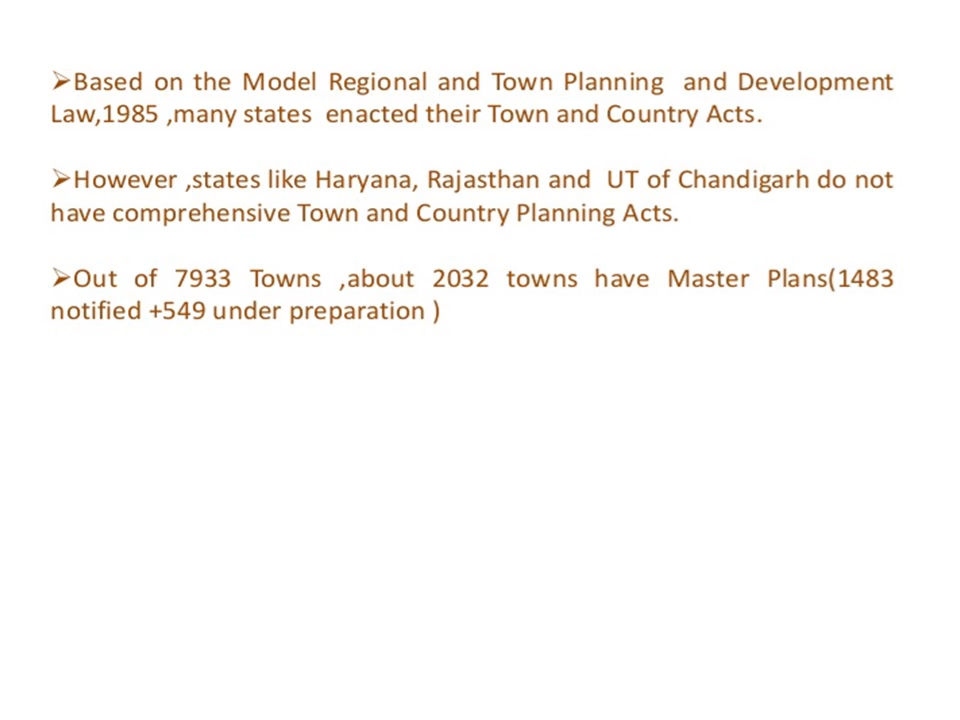 ➢Based on the Model Regional and Town Planning and Development
Law,1985 ,many states enacted their Town and Country Acts.
➢However ,states like Haryana, Rajasthan and UT of Chandigarh do not
have comprehensive Town and Country Planning Acts.
➢Out of 7933 Towns ,about 2032 towns have Master Plans(1483
notified +549 under preparation )